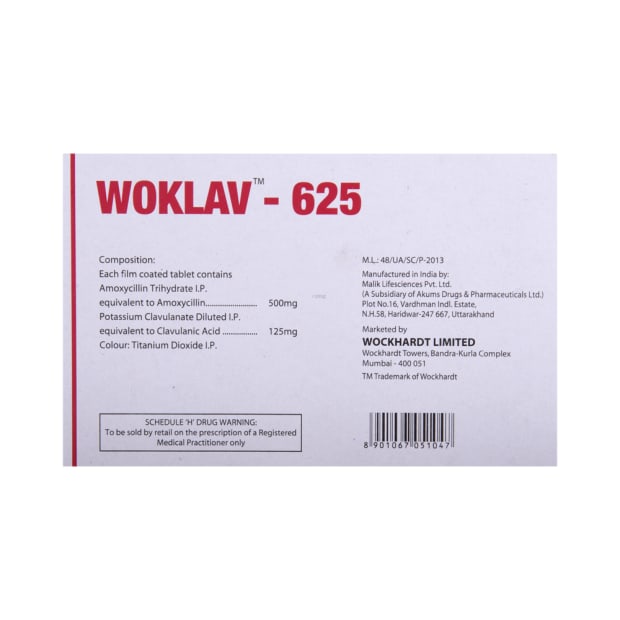 WOKLAV™ - 625
Composition:
Each film coated tablet contains
Amoxycillin Trihydrate I.P.
equivalent to Amoxycillin......................... 500mg
Potassium Clavulanate Diluted I.P.
equivalent to Clavulanic Acid ................. 125mg
Colour: Titanium Dioxide I.P.
SCHEDULE 'H' DRUG WARNING:
To be sold by retail on the prescription of a Registered
Medical Practitioner only
M.L.: 48/UA/SC/P-2013
Manufactured in India by:
Malik Lifesciences Pvt. Ltd.
(A Subsidiary of Akums Drugs & Pharmaceuticals Ltd.)
Plot No.16, Vardhman Indl. Estate,
N.H.58, Haridwar-247 667, Uttarakhand
Marketed by
WOCKHARDT LIMITED
Wockhardt Towers, Bandra-Kurla Complex
Mumbai - 400 051
TM Trademark of Wockhardt
8 901067 051047